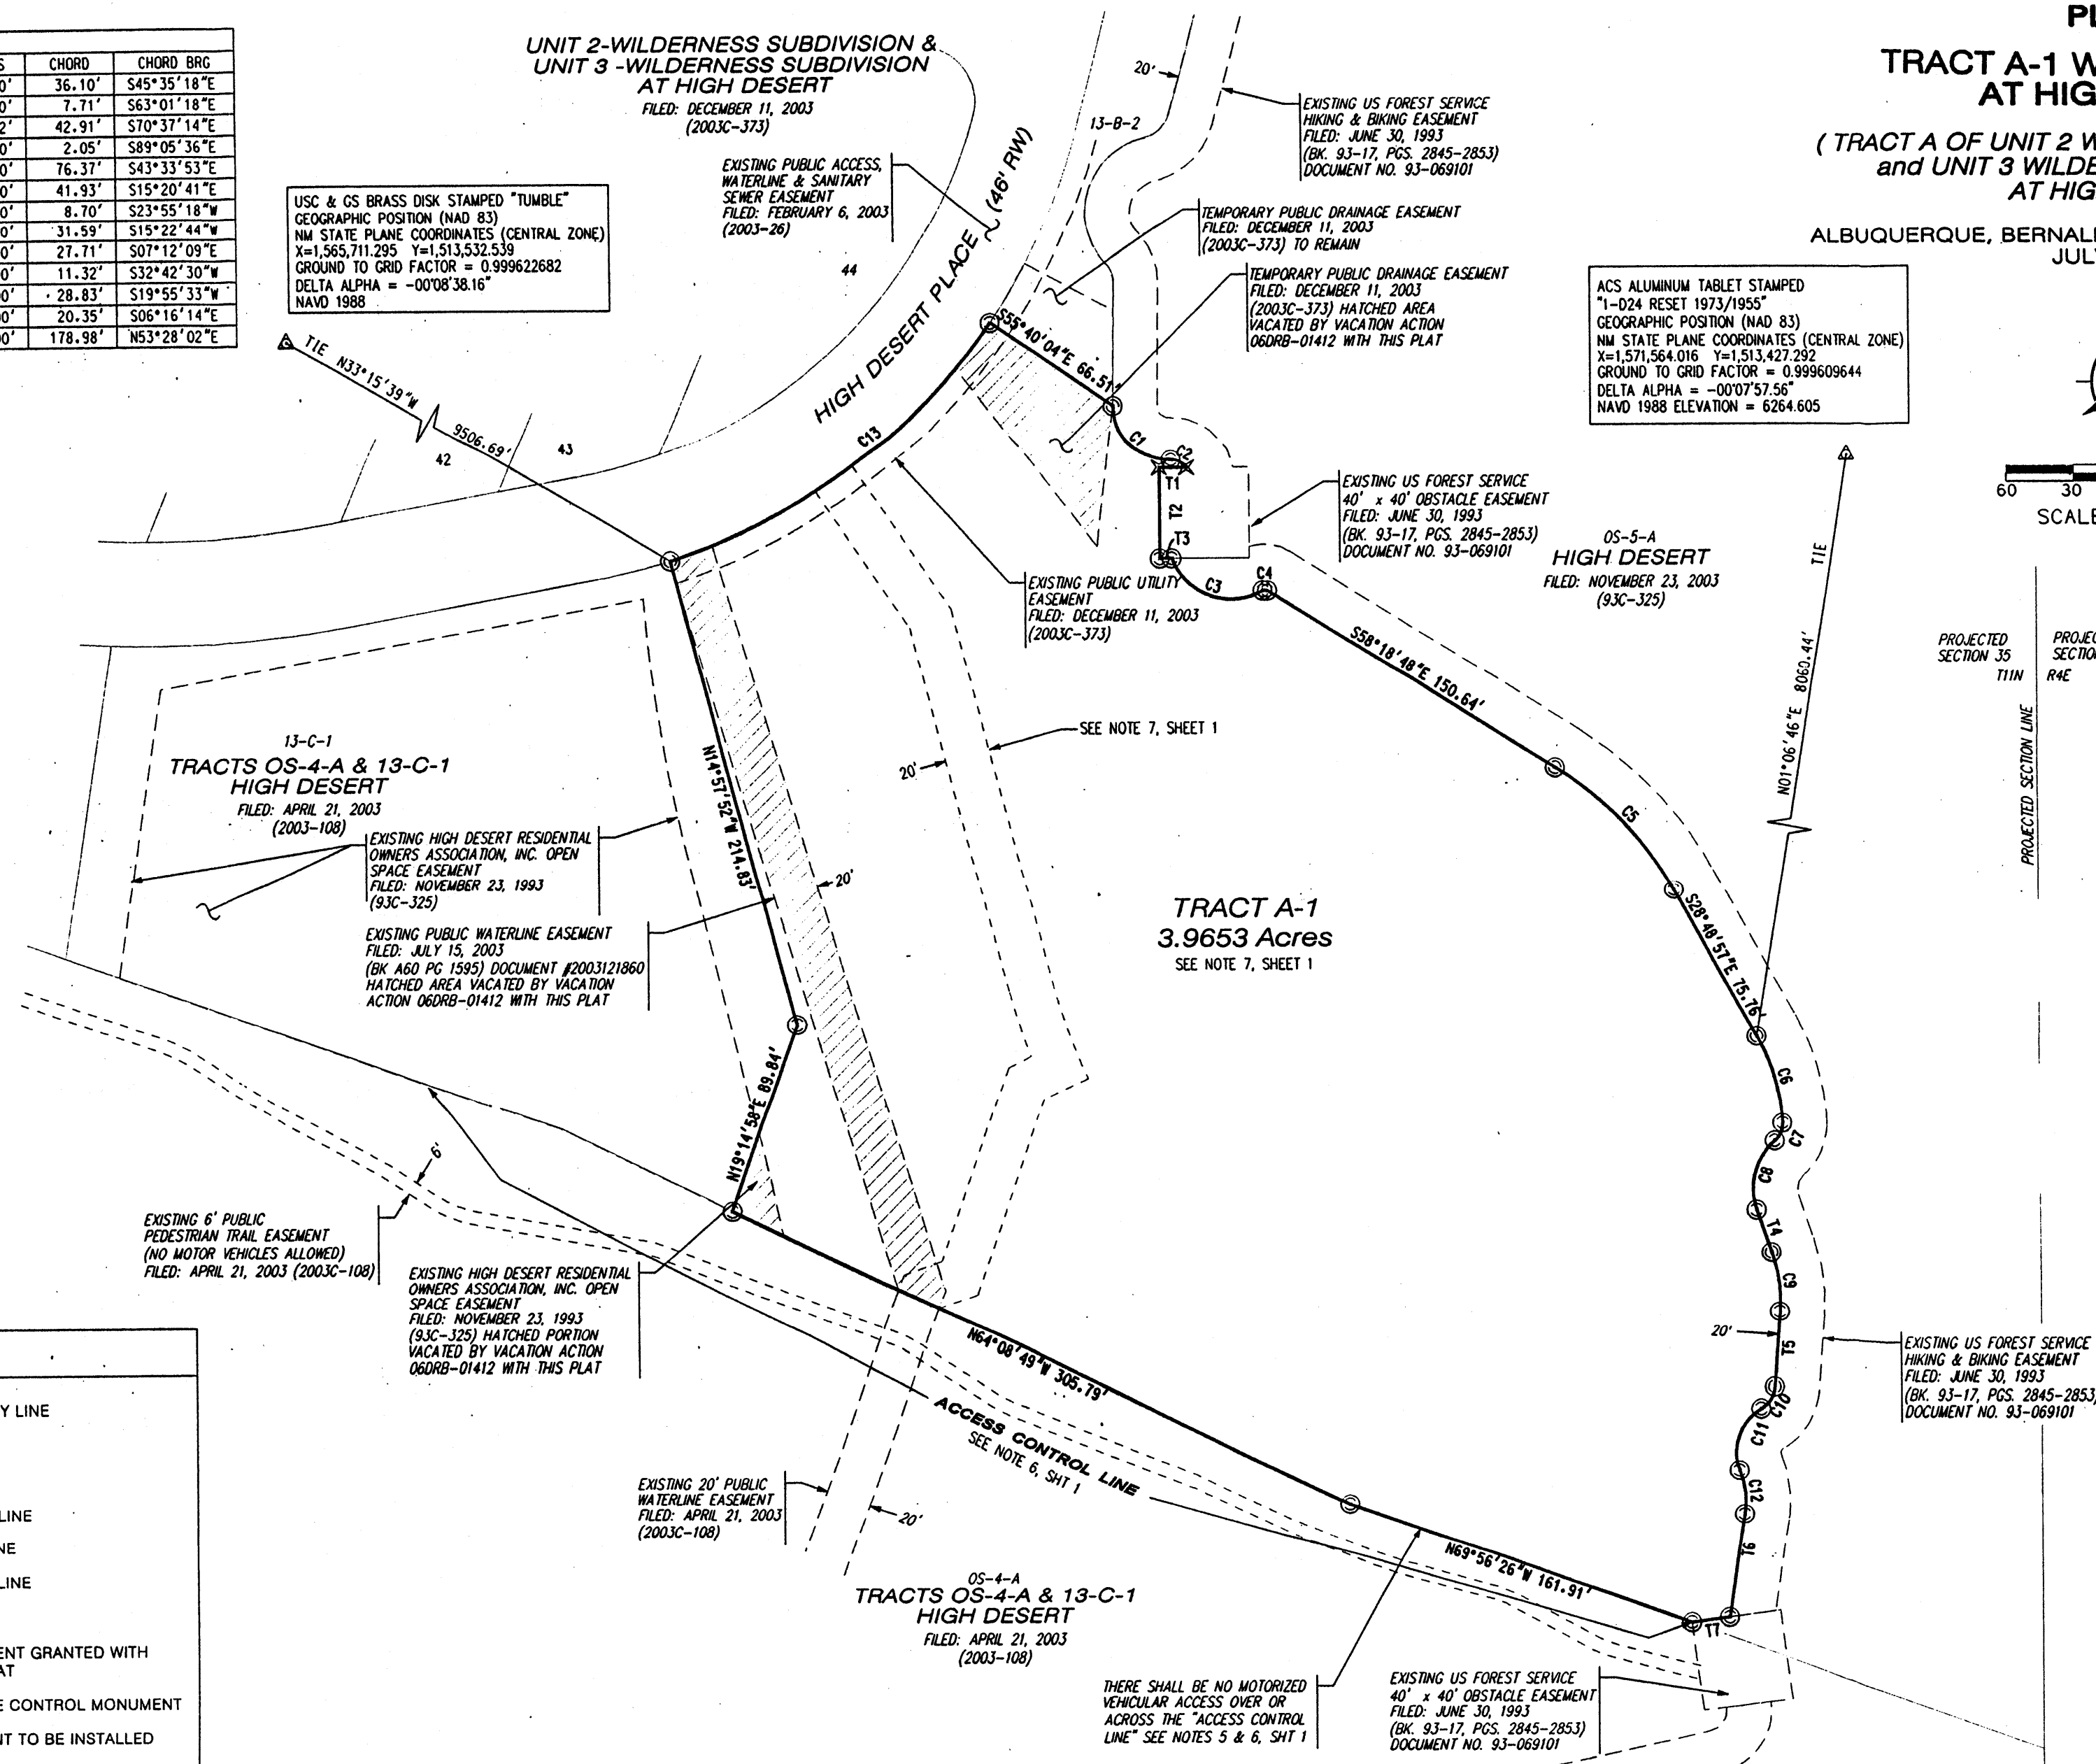 S CHORD CHORD BRG
0' 36.10' S45°35'18"E
0' 7.71' S63°01'18"E
2' 42.91' S70°37'14"E
0' 2.05' S89°05'36"E
0' 76.37' S43°33'53"E
0' 41.93' S15°20'41"E
0' 8.70' S23°55'18"W
0' 31.59' S15°22'44"W
0' 27.71' S07°12'09"E
0' 11.32' S32°42'30"W
0' 28.83' S19°55'33"W
00' 20.35' S06°16'14"E
00' 178.98' N53°28'02"E
UNIT 2-WILDERNESS SUBDIVISION &
UNIT 3 -WILDERNESS SUBDIVISION
AT HIGH DESERT
FILED: DECEMBER 11, 2003
(2003C-373)
USC & GS BRASS DISK STAMPED "TUMBLE"
GEOGRAPHIC POSITION (NAD 83)
NM STATE PLANE COORDINATES (CENTRAL ZONE)
X=1,565,711.295 Y=1,513,532.539
GROUND TO GRID FACTOR = 0.999622682
DELTA ALPHA = -00°08'38.16"
NAVD 1988
EXISTING PUBLIC ACCESS,
WATERLINE & SANITARY
SEWER EASEMENT
FILED: FEBRUARY 6, 2003
(2003-26)
44
HIGH DESERT PLACE (46' RW)
20'
13-B-2
EXISTING US FOREST SERVICE
HIKING & BIKING EASEMENT
FILED: JUNE 30, 1993
(BK. 93-17, PGS. 2845-2853)
DOCUMENT NO. 93-069101
TEMPORARY PUBLIC DRAINAGE EASEMENT
FILED: DECEMBER 11, 2003
(2003C-373) TO REMAIN
TEMPORARY PUBLIC DRAINAGE EASEMENT
FILED: DECEMBER 11, 2003
(2003C-373) HATCHED AREA
VACATED BY VACATION ACTION
06DRB-01412 WITH THIS PLAT
PL
TRACT A-1 W
AT HIG
( TRACT A OF UNIT 2 W
and UNIT 3 WILDE
AT HIG
ALBUQUERQUE, BERNALI
JUL
ACS ALUMINUM TABLET STAMPED
"1-D24 RESET 1973/1955"
GEOGRAPHIC POSITION (NAD 83)
NM STATE PLANE COORDINATES (CENTRAL ZONE)
X=1,571,564.016 Y=1,513,427.292
GROUND TO GRID FACTOR = 0.999609644
DELTA ALPHA = -00°07'57.56"
NAVD 1988 ELEVATION = 6264.605
60 30
SCALE
TIE N33°15'39"W
9506.69'
42
43
C13
S55°40'04"E 66.51'
C1
C2
T1
T2
T3
C3
C4
EXISTING US FOREST SERVICE
40' x 40' OBSTACLE EASEMENT
FILED: JUNE 30, 1993
(BK. 93-17, PGS. 2845-2853)
DOCUMENT NO. 93-069101
OS-5-A
HIGH DESERT
FILED: NOVEMBER 23, 2003
(93C-325)
EXISTING PUBLIC UTILITY
EASEMENT
FILED: DECEMBER 11, 2003
(2003C-373)
S58°18'48"E 150.64'
C5
N01°06'46"E 8060.44' TIE
PROJECTED
SECTION 35
T11N
PROJEC
SECTIO
R4E
PROJECTED SECTION LINE
SEE NOTE 7, SHEET 1
20'
13-C-1
TRACTS OS-4-A & 13-C-1
HIGH DESERT
FILED: APRIL 21, 2003
(2003-108)
N14°57'52"W 214.83'
EXISTING HIGH DESERT RESIDENTIAL
OWNERS ASSOCIATION, INC. OPEN
SPACE EASEMENT
FILED: NOVEMBER 23, 1993
(93C-325)
20'
EXISTING PUBLIC WATERLINE EASEMENT
FILED: JULY 15, 2003
(BK A60 PG 1595) DOCUMENT #2003121860
HATCHED AREA VACATED BY VACATION
ACTION 06DRB-01412 WITH THIS PLAT
TRACT A-1
3.9653 Acres
SEE NOTE 7, SHEET 1
S28°48'57"E 75.76'
C6
C7
C8
T4
C9
20'
T5
C10
C11
C12
T6
T7
N19°14'58"E 89.84'
6'
EXISTING 6' PUBLIC
PEDESTRIAN TRAIL EASEMENT
(NO MOTOR VEHICLES ALLOWED)
FILED: APRIL 21, 2003 (2003C-108)
EXISTING HIGH DESERT RESIDENTIAL
OWNERS ASSOCIATION, INC. OPEN
SPACE EASEMENT
FILED: NOVEMBER 23, 1993
(93C-325) HATCHED PORTION
VACATED BY VACATION ACTION
06DRB-01412 WITH THIS PLAT
N64°08'49"W 305.79'
ACCESS CONTROL LINE
SEE NOTE 6, SHT 1
EXISTING US FOREST SERVICE
HIKING & BIKING EASEMENT
FILED: JUNE 30, 1993
(BK. 93-17, PGS. 2845-2853)
DOCUMENT NO. 93-069101
EXISTING 20' PUBLIC
WATERLINE EASEMENT
FILED: APRIL 21, 2003
(2003C-108)
20'
N69°56'26"W 161.91'
OS-4-A
TRACTS OS-4-A & 13-C-1
HIGH DESERT
FILED: APRIL 21, 2003
(2003-108)
THERE SHALL BE NO MOTORIZED
VEHICULAR ACCESS OVER OR
ACROSS THE "ACCESS CONTROL
LINE" SEE NOTES 5 & 6, SHT 1
EXISTING US FOREST SERVICE
40' x 40' OBSTACLE EASEMENT
FILED: JUNE 30, 1993
(BK. 93-17, PGS. 2845-2853)
DOCUMENT NO. 93-069101
Y LINE
LINE
NE
LINE
ENT GRANTED WITH
AT
E CONTROL MONUMENT
NT TO BE INSTALLED